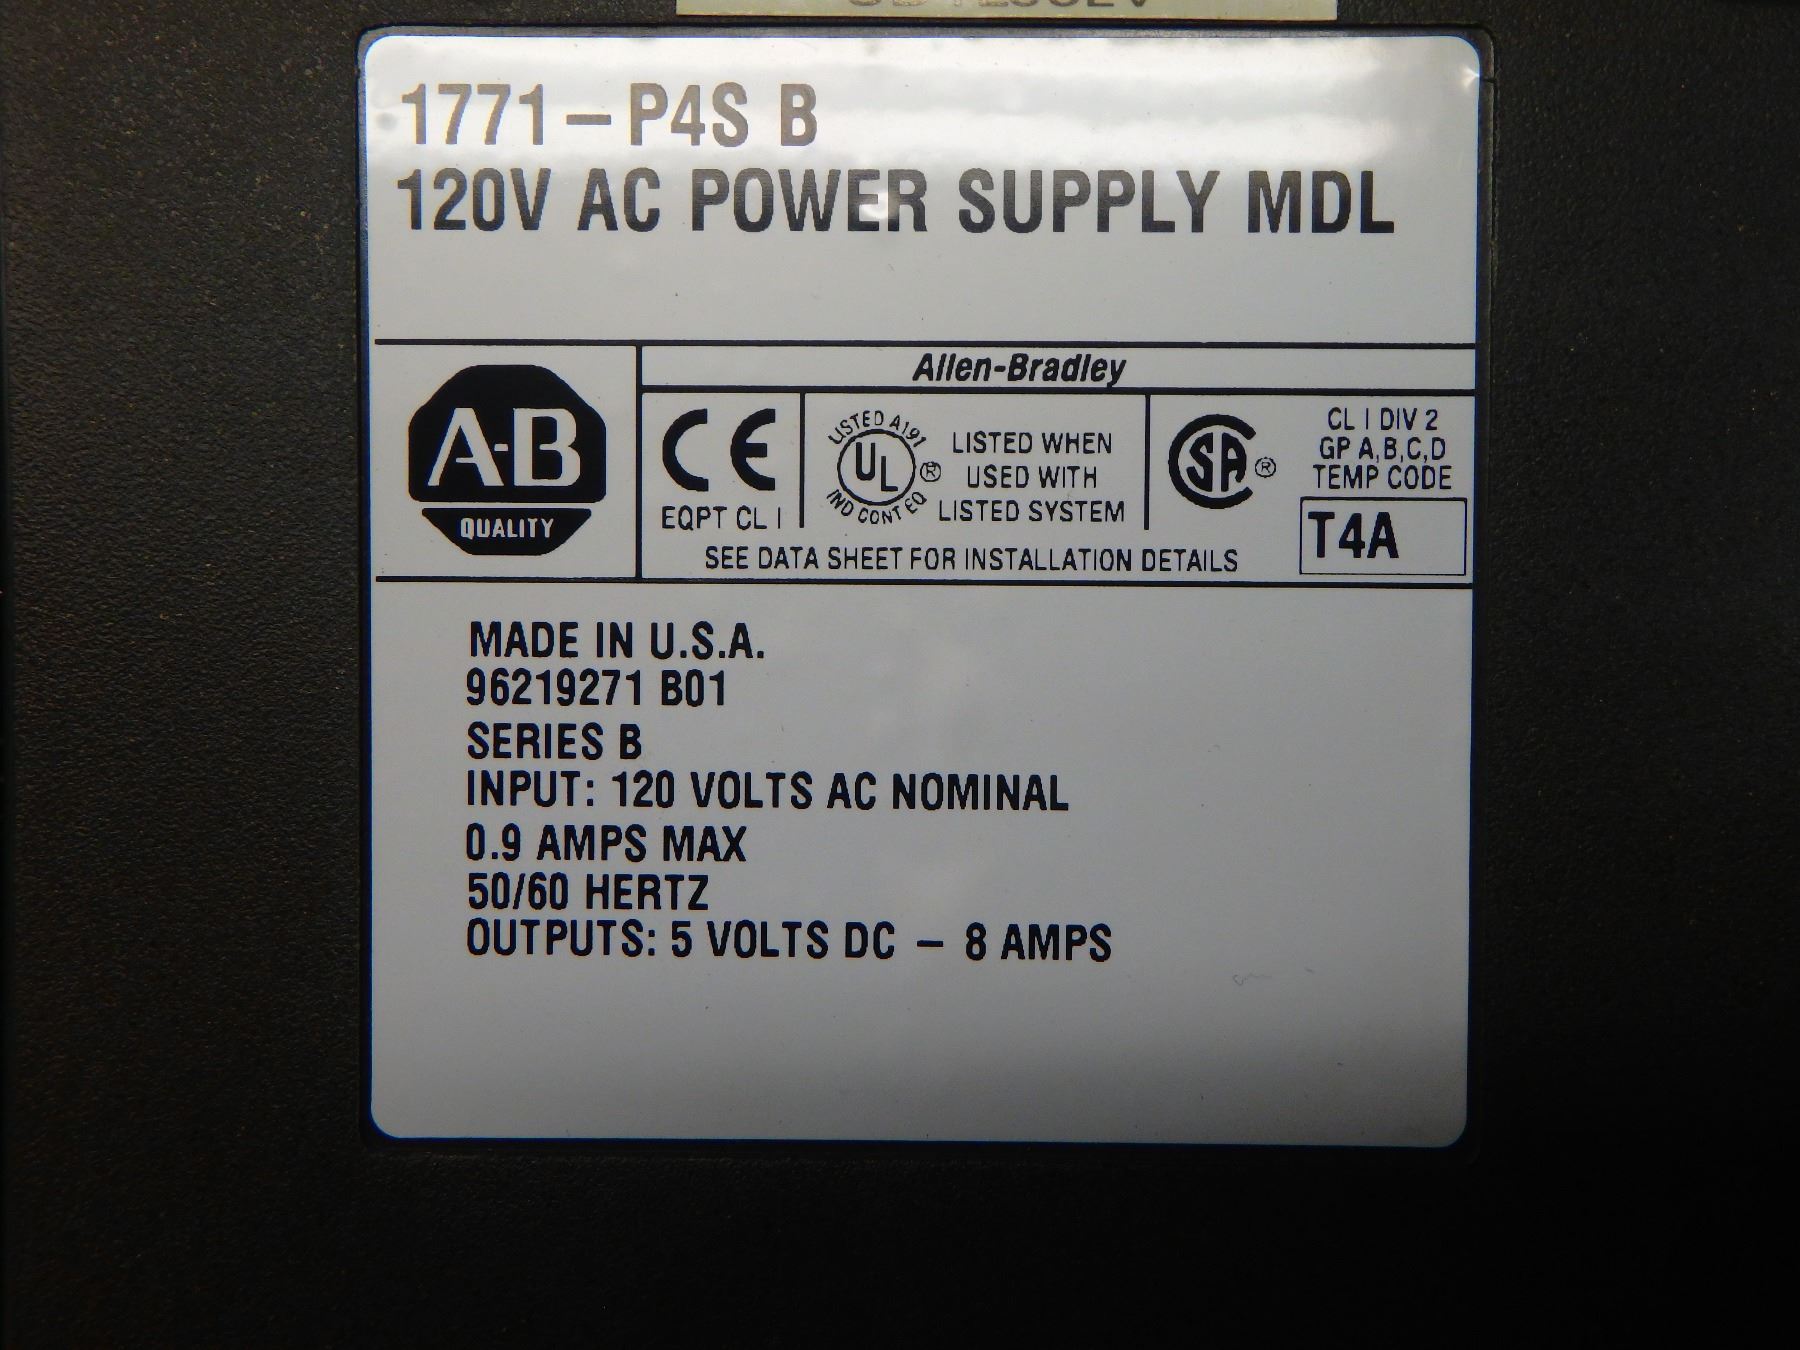 1771 – P4S B
120V AC POWER SUPPLY MDL
Allen-Bradley
A-B
QUALITY
CE
EQPT CL I
LISTED A191
UL ®
IND CONT EQ
LISTED WHEN
USED WITH
LISTED SYSTEM
SA ®
CL I DIV 2
GP A,B,C,D
TEMP CODE
T4A
SEE DATA SHEET FOR INSTALLATION DETAILS
MADE IN U.S.A.
96219271 B01
SERIES B
INPUT: 120 VOLTS AC NOMINAL
0.9 AMPS MAX
50/60 HERTZ
OUTPUTS: 5 VOLTS DC – 8 AMPS